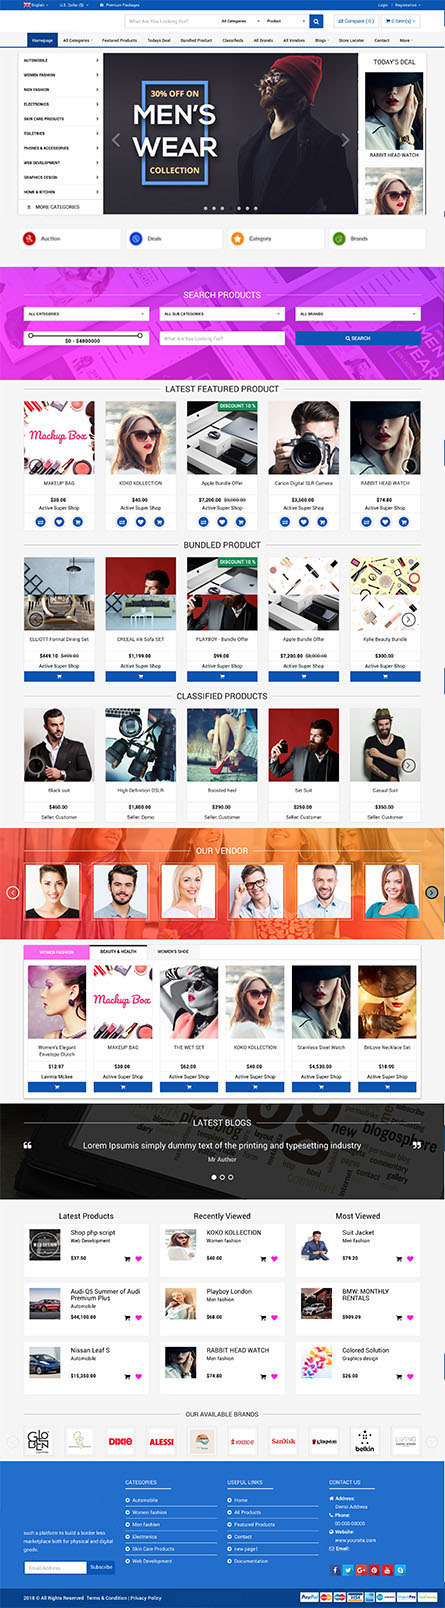 English U.S. Dollar ($) Premium Packages Login Registration
What Are You Looking For? All Categories Product Compare ( 0 ) 0 Item(s)
Homepage All Categories Featured Products Todays Deal Bundled Product Classifieds All Brands All Vendors Blogs Store Locator Contact More
AUTOMOBILE
WOMEN FASHION
MEN FASHION
ELECTRONICS
SKIN CARE PRODUCTS
TOILETRIES
PHONES & ACCESSORIES
WEB DEVELOPMENT
GRAPHICS DESIGN
HOME & KITCHEN
MORE CATEGORIES
30% OFF ON
MEN'S
WEAR
COLLECTION
TODAY'S DEAL
RABBIT HEAD WATCH
Auction Deals Category Brands
SEARCH PRODUCTS
ALL CATEGORIES ALL SUB CATEGORIES ALL BRANDS
$0 - $4800000 What Are You Looking For? SEARCH
LATEST FEATURED PRODUCT
DISCOUNT 10 %
Mackup Box
MAKEUP BAG KOKO KOLLECTION Apple Bundle Offer Canon Digital SLR Camera RABBIT HEAD WATCH
$30.00 $40.00 $7,200.00 $8,000.00 $3,500.00 $74.80
Active Super Shop Active Super Shop Active Super Shop Active Super Shop Active Super Shop
BUNDLED PRODUCT
DISCOUNT 10 %
ELLIOTT Formal Dining Set EREEAL ink Sofa SET PLAYBOY - Bundle Offer Apple Bundle Offer Kylie Beauty Bundle
$449.10 $499.00 $1,199.00 $99.00 $7,200.00 $8,000.00 $300.00
Active Super Shop Active Super Shop Active Super Shop Active Super Shop Active Super Shop
CLASSIFIED PRODUCTS
Black suit High Definition DSLR Boosted heel Set Suit Casual Suit
$450.00 $1,800.00 $290.00 $250.00 $350.00
Seller: Customer Seller: Demo Seller: Customer Seller: Customer Seller: Customer
OUR VENDOR
WOMEN FASHION BEAUTY & HEALTH WOMEN'S SHOE
Mackup Box
Women's Elegant Envelope Clutch MAKEUP BAG THE WET SET KOKO KOLLECTION Stainless Steel Watch BnLove Necklace Set
$12.97 $30.00 $62.00 $40.00 $4,530.00 $18.95
Lavinia Mckee Active Super Shop Active Super Shop Active Super Shop Active Super Shop Active Super Shop
LATEST BLOGS
Lorem Ipsumis simply dummy text of the printing and typesetting industry
Mr Author
Latest Products Recently Viewed Most Viewed
Shop php script KOKO KOLLECTION Suit Jacket
Web Development Women fashion Men fashion
$37.50 $40.00 $79.20
Audi Q5 Summer of Audi Premium Plus Playboy London BMW: MONTHLY RENTALS
Automobile Men fashion
$44,100.00 $68.00 $909.09
Nissan Leaf S RABBIT HEAD WATCH Colored Solution
Automobile Men fashion Graphics design
$15,350.00 $74.80 $26.00
OUR AVAILABLE BRANDS
GLO DEN DIXIE ALESSI SanDisk Kingston belkin LIVING
CATEGORIES USEFUL LINKS CONTACT US
Automobile Home Address:
Women fashion All Products Demo Address
Men fashion Featured Products Phone:
Electronics Contact 00-000-00000
Skin Care Products new page1 Website:
Web Development Documentation www.yoursite.com
such a platform to build a border less
marketplace both for physical and digital
goods.
Email Address Subscribe
2018 © All Rights Reserved Terms & Condition | Privacy Policy
PayPal VISA